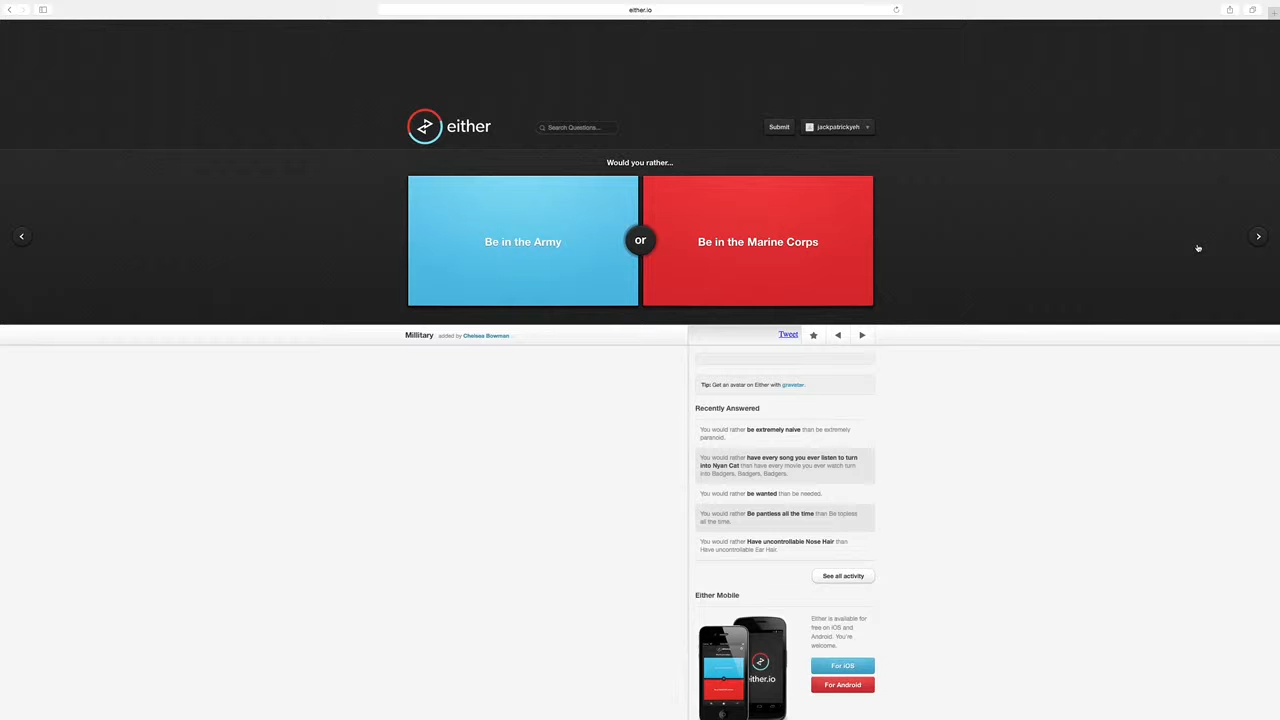 either.io
either
Search Questions...
Submit
jackpatrickyeh
Would you rather...
Be in the Army
or
Be in the Marine Corps
Millitary added by Chelsea Bowman
Tweet
Tip: Get an avatar on Either with gravatar.
Recently Answered
You would rather be extremely naive than be extremely
paranoid.
You would rather have every song you ever listen to turn
into Nyan Cat than have every movie you ever watch turn
into Badgers, Badgers, Badgers.
You would rather be wanted than be needed.
You would rather Be pantless all the time than Be topless
all the time.
You would rather Have uncontrollable Nose Hair than
Have uncontrollable Ear Hair.
See all activity
Either Mobile
Either is available for
free on iOS and
Android. You're
welcome.
either.io
For iOS
For Android